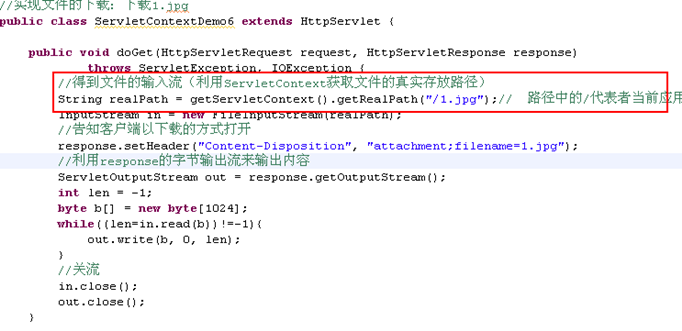 //实现文件的下载：下载1.jpg
public class ServletContextDemo6 extends HttpServlet {
public void doGet(HttpServletRequest request, HttpServletResponse response)
throws ServletException, IOException {
//得到文件的输入流（利用ServletContext获取文件的真实存放路径）
String realPath = getServletContext().getRealPath("/1.jpg");// 路径中的/代表者当前应用
InputStream in = new FileInputStream(realPath);
//告知客户端以下载的方式打开
response.setHeader("Content-Disposition", "attachment;filename=1.jpg");
//利用response的字节输出流来输出内容
ServletOutputStream out = response.getOutputStream();
int len = -1;
byte b[] = new byte[1024];
while((len=in.read(b))!=-1){
out.write(b, 0, len);
}
//关流
in.close();
out.close();
}